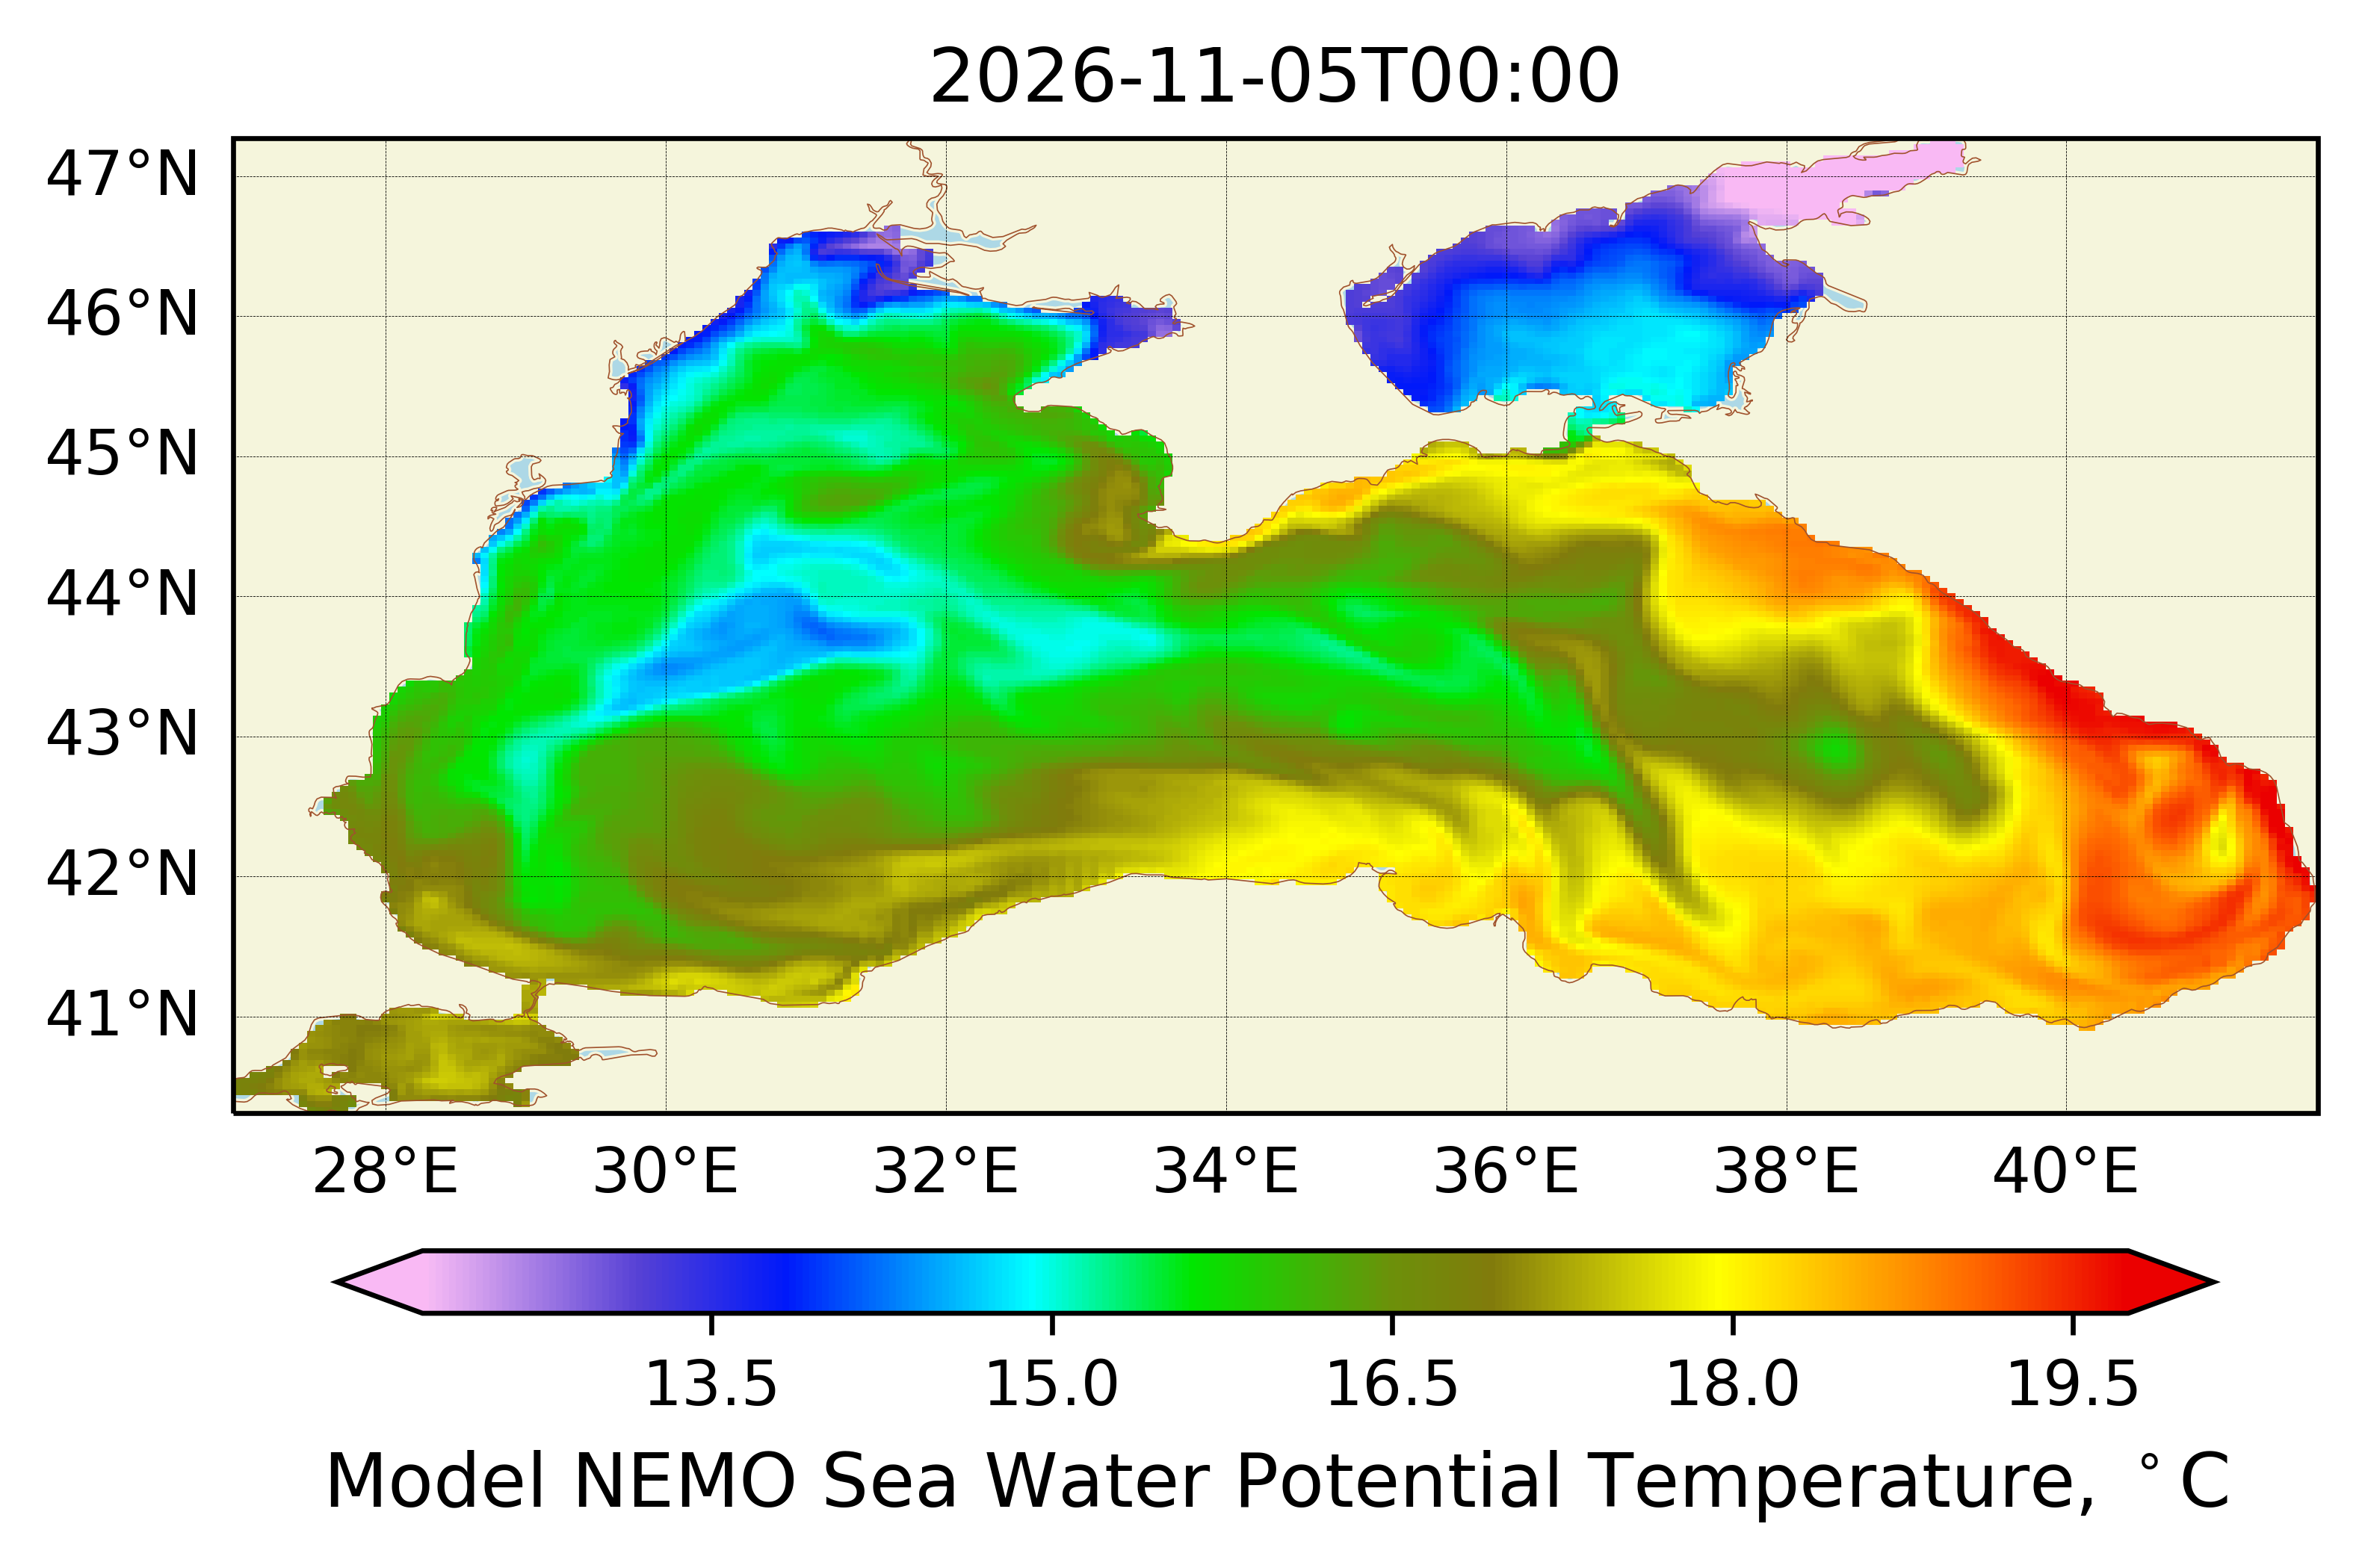 2026-11-05T00:00
47°N
46°N
45°N
44°N
43°N
42°N
41°N
28°E 30°E 32°E 34°E 36°E 38°E 40°E
13.5 15.0 16.5 18.0 19.5
Model NEMO Sea Water Potential Temperature, °C